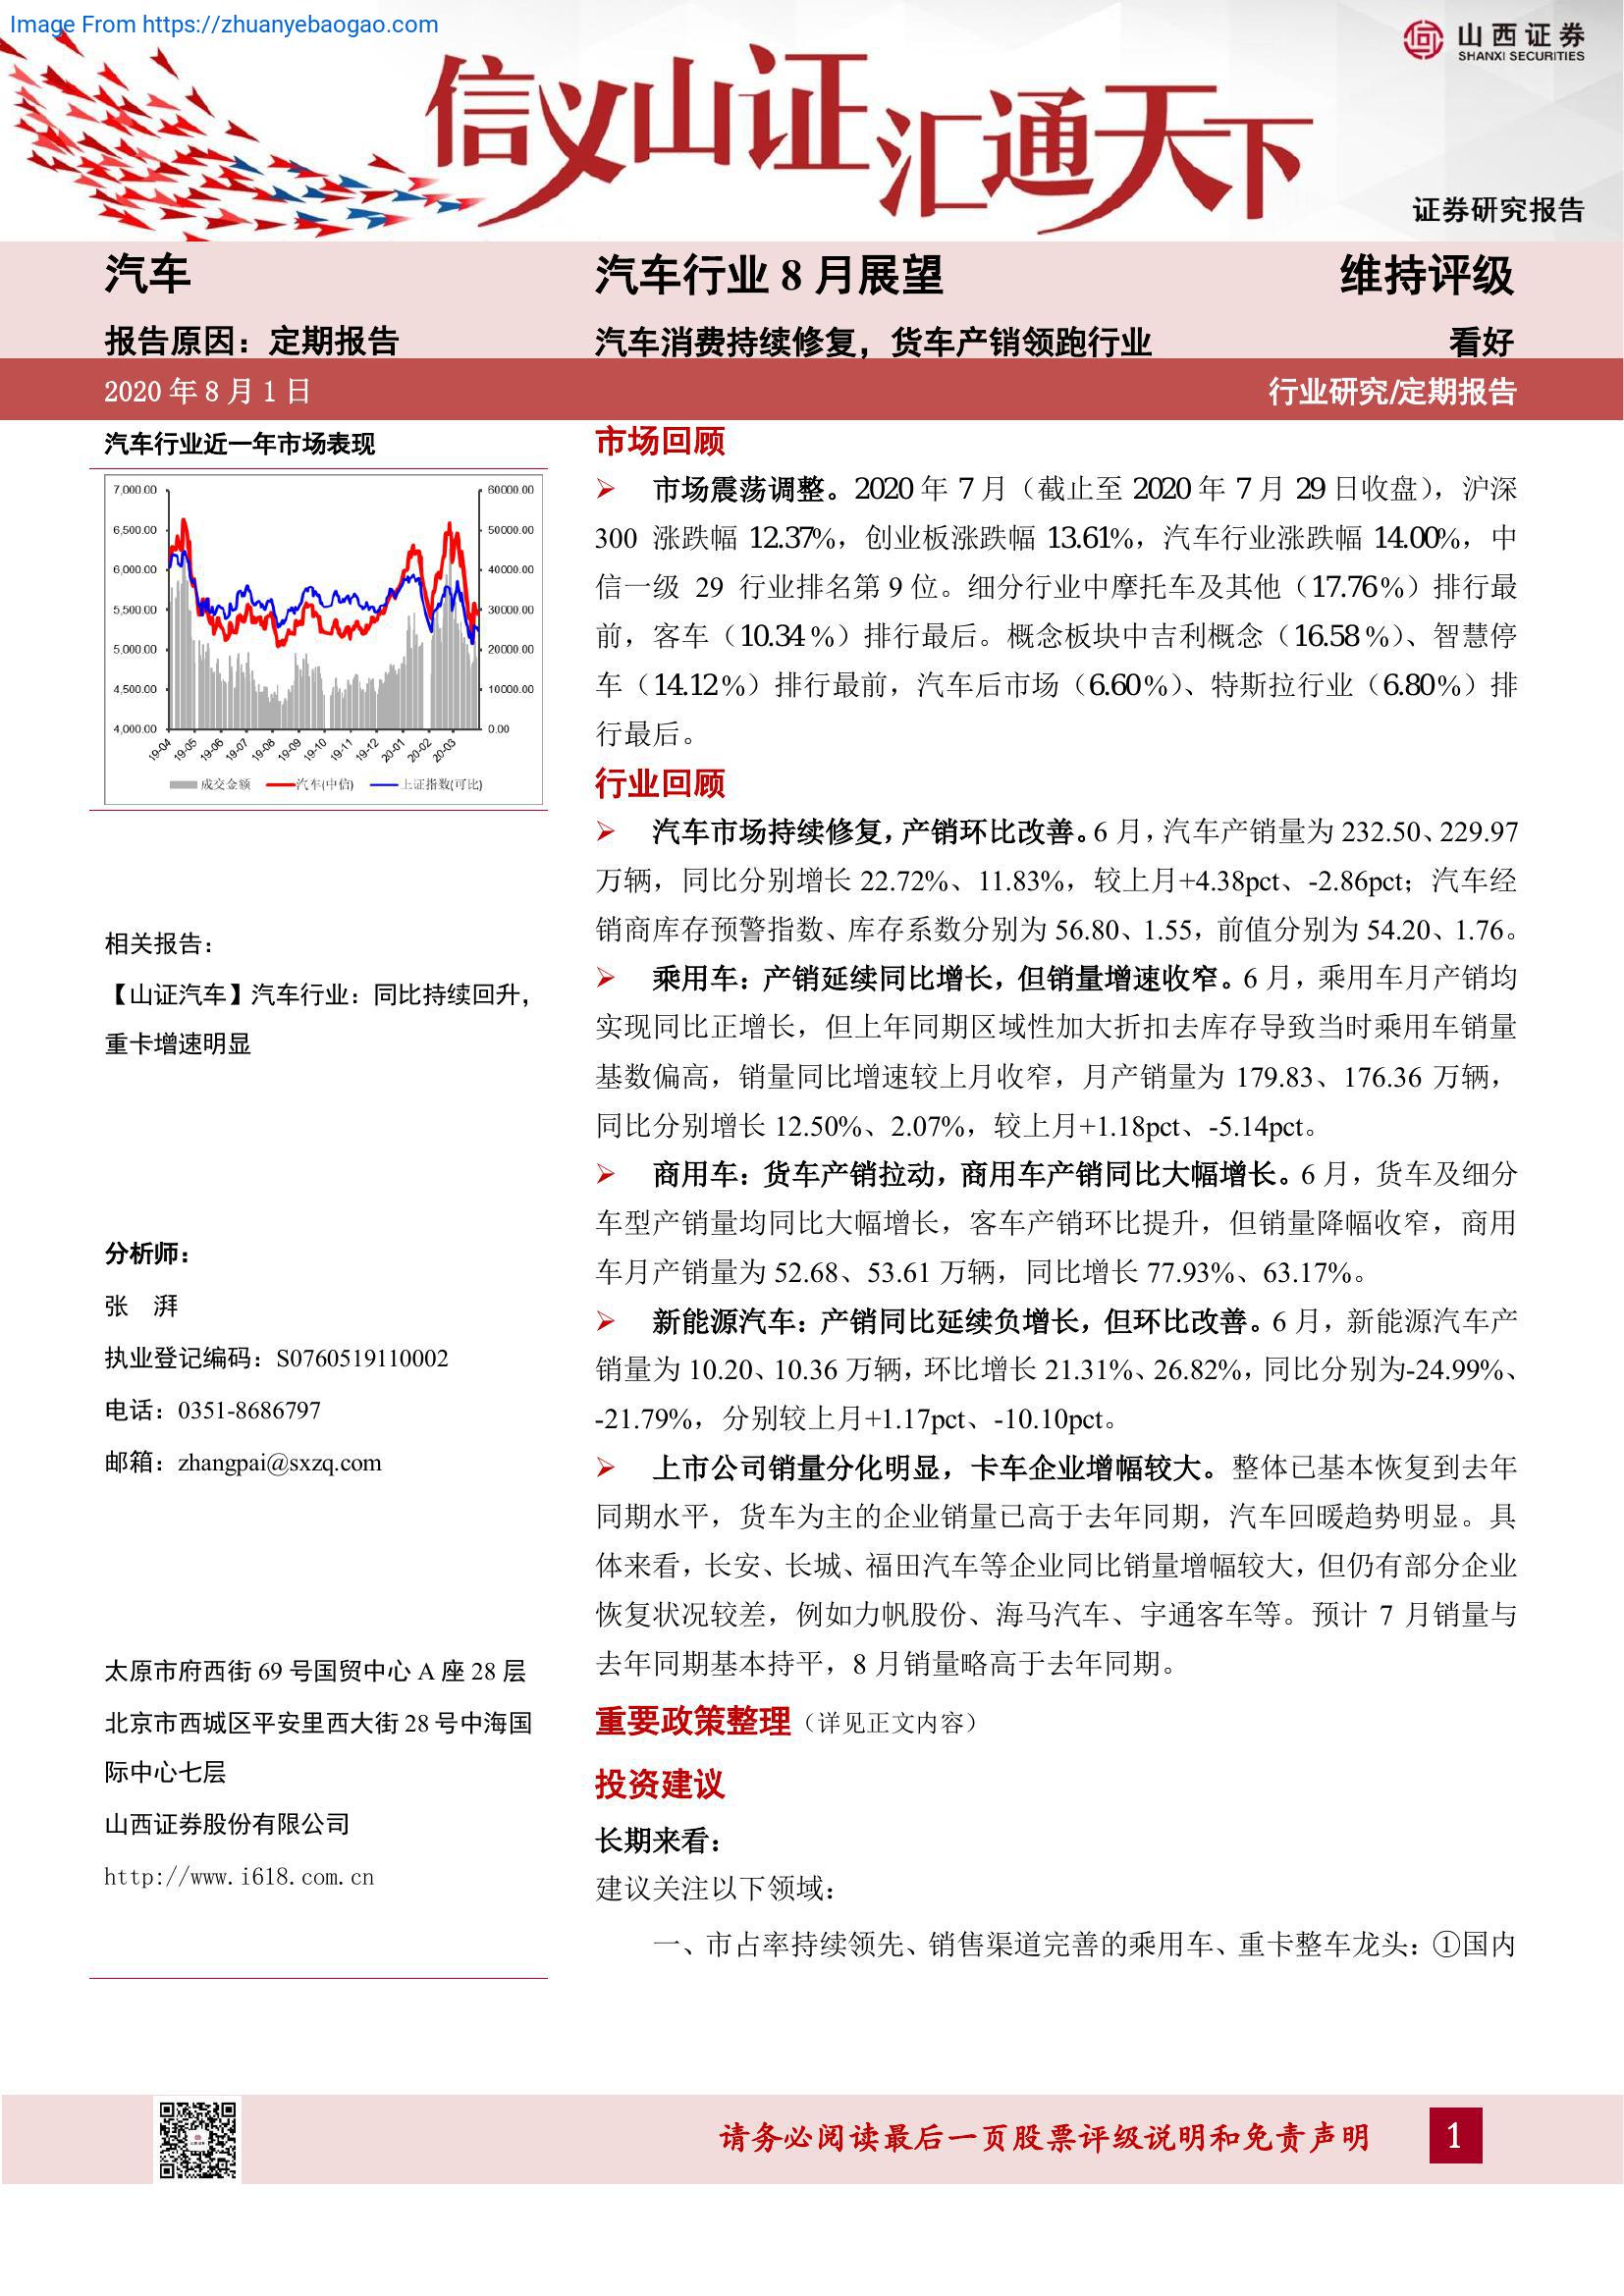 Image From https://zhuanyebaogao.com
山西证券
SHANXI SECURITIES
信义山证汇通天下
证券研究报告
汽车
报告原因：定期报告
汽车行业 8 月展望
维持评级
汽车消费持续修复，货车产销领跑行业
看好
2020 年 8 月 1 日
行业研究/定期报告
汽车行业近一年市场表现
7,000.00
6,500.00
6,000.00
5,500.00
5,000.00
4,500.00
4,000.00
60000.00
50000.00
40000.00
30000.00
20000.00
10000.00
0.00
19-04
19-05
19-06
19-07
19-08
19-09
19-10
19-11
19-12
20-01
20-02
20-03
成交金额
汽车(中信)
上证指数(可比)
相关报告：
【山证汽车】汽车行业：同比持续回升，
重卡增速明显
分析师：
张 湃
执业登记编码：S0760519110002
电话：0351-8686797
邮箱：zhangpai@sxzq.com
太原市府西街 69 号国贸中心 A 座 28 层
北京市西城区平安里西大街 28 号中海国
际中心七层
山西证券股份有限公司
http://www.i618.com.cn
市场回顾
➢ 市场震荡调整。2020 年 7 月（截止至 2020 年 7 月 29 日收盘），沪深
300 涨跌幅 12.37%，创业板涨跌幅 13.61%，汽车行业涨跌幅 14.00%，中
信一级 29 行业排名第 9 位。细分行业中摩托车及其他（17.76%）排行最
前，客车（10.34%）排行最后。概念板块中吉利概念（16.58%）、智慧停
车（14.12%）排行最前，汽车后市场（6.60%）、特斯拉行业（6.80%）排
行最后。
行业回顾
➢ 汽车市场持续修复，产销环比改善。6 月，汽车产销量为 232.50、229.97
万辆，同比分别增长 22.72%、11.83%，较上月+4.38pct、-2.86pct；汽车经
销商库存预警指数、库存系数分别为 56.80、1.55，前值分别为 54.20、1.76。
➢ 乘用车：产销延续同比增长，但销量增速收窄。6 月，乘用车月产销均
实现同比正增长，但上年同期区域性加大折扣去库存导致当时乘用车销量
基数偏高，销量同比增速较上月收窄，月产销量为 179.83、176.36 万辆，
同比分别增长 12.50%、2.07%，较上月+1.18pct、-5.14pct。
➢ 商用车：货车产销拉动，商用车产销同比大幅增长。6 月，货车及细分
车型产销量均同比大幅增长，客车产销环比提升，但销量降幅收窄，商用
车月产销量为 52.68、53.61 万辆，同比增长 77.93%、63.17%。
➢ 新能源汽车：产销同比延续负增长，但环比改善。6 月，新能源汽车产
销量为 10.20、10.36 万辆，环比增长 21.31%、26.82%，同比分别为-24.99%、
-21.79%，分别较上月+1.17pct、-10.10pct。
➢ 上市公司销量分化明显，卡车企业增幅较大。整体已基本恢复到去年
同期水平，货车为主的企业销量已高于去年同期，汽车回暖趋势明显。具
体来看，长安、长城、福田汽车等企业同比销量增幅较大，但仍有部分企业
恢复状况较差，例如力帆股份、海马汽车、宇通客车等。预计 7 月销量与
去年同期基本持平，8 月销量略高于去年同期。
重要政策整理（详见正文内容）
投资建议
长期来看：
建议关注以下领域：
一、市占率持续领先、销售渠道完善的乘用车、重卡整车龙头：①国内
请务必阅读最后一页股票评级说明和免责声明
1